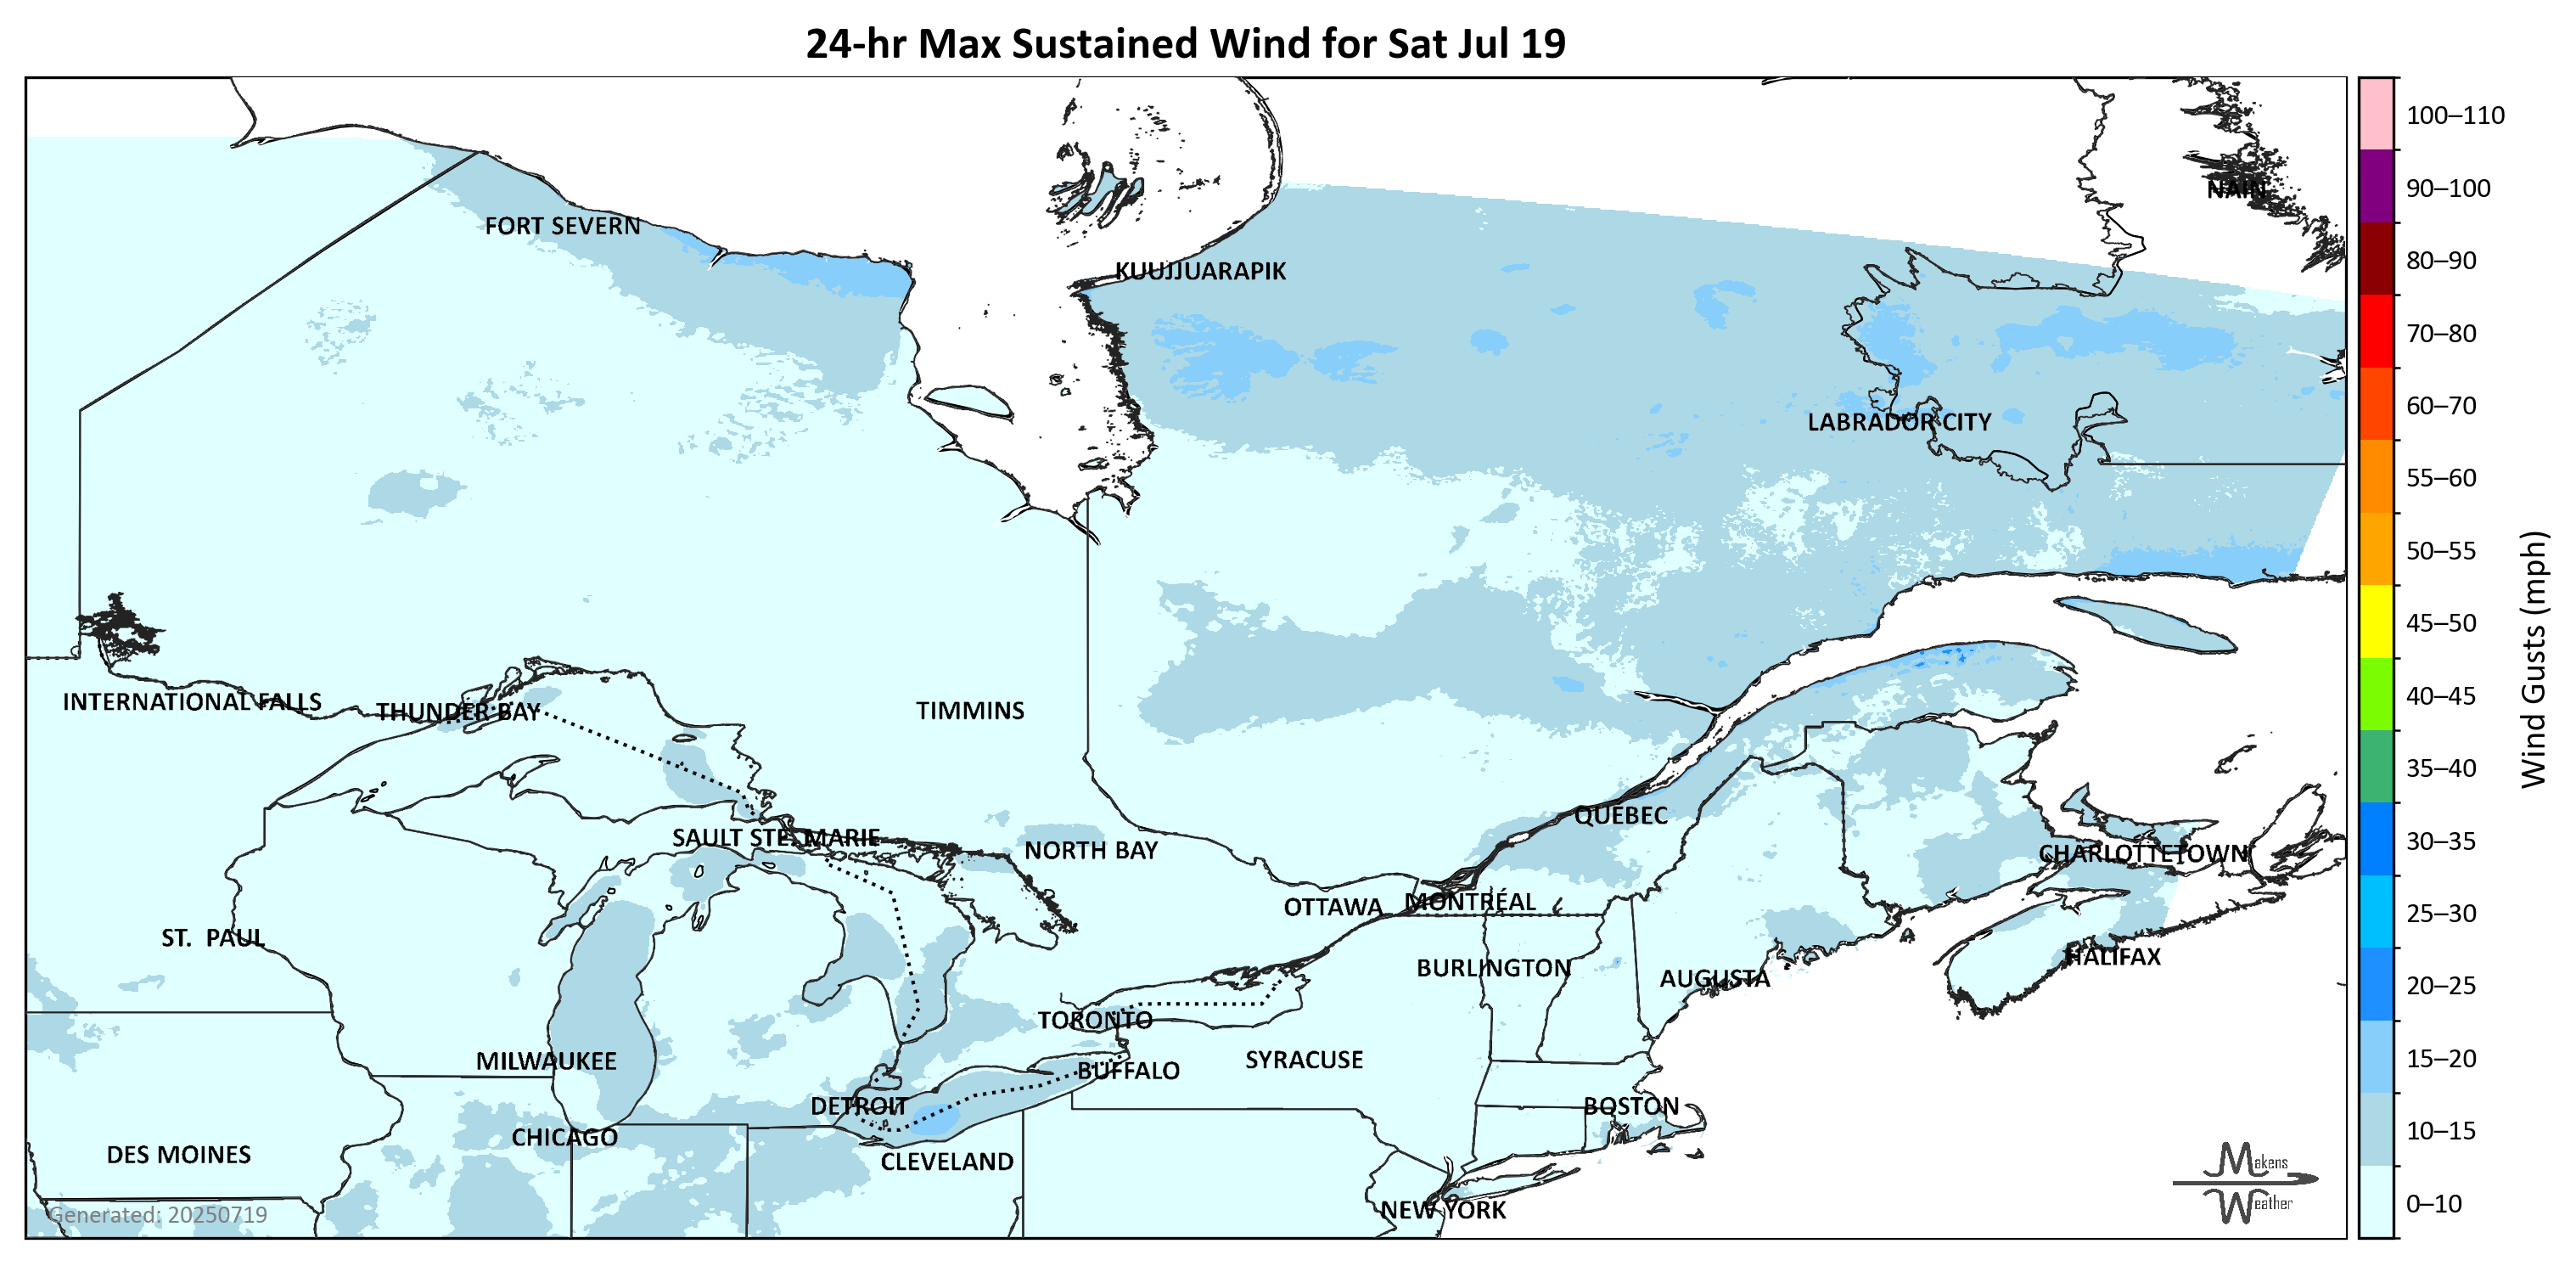 24-hr Max Sustained Wind for Sat Jul 19
100–110
90–100
NAIN
FORT SEVERN
80–90
KUUJJUARAPIK
70–80
60–70
LABRADOR CITY
55–60
50–55
45–50
Wind Gusts (mph)
40–45
INTERNATIONAL FALLS
THUNDER BAY
TIMMINS
35–40
QUEBEC
30–35
SAULT STE. MARIE
NORTH BAY
CHARLOTTETOWN
MONTRÉAL
OTTAWA
25–30
ST. PAUL
HALIFAX
BURLINGTON
AUGUSTA
20–25
TORONTO
MILWAUKEE
SYRACUSE
15–20
BUFFALO
DETROIT
BOSTON
CHICAGO
10–15
DES MOINES
CLEVELAND
Makens
Weather
0–10
NEW YORK
Generated: 20250719